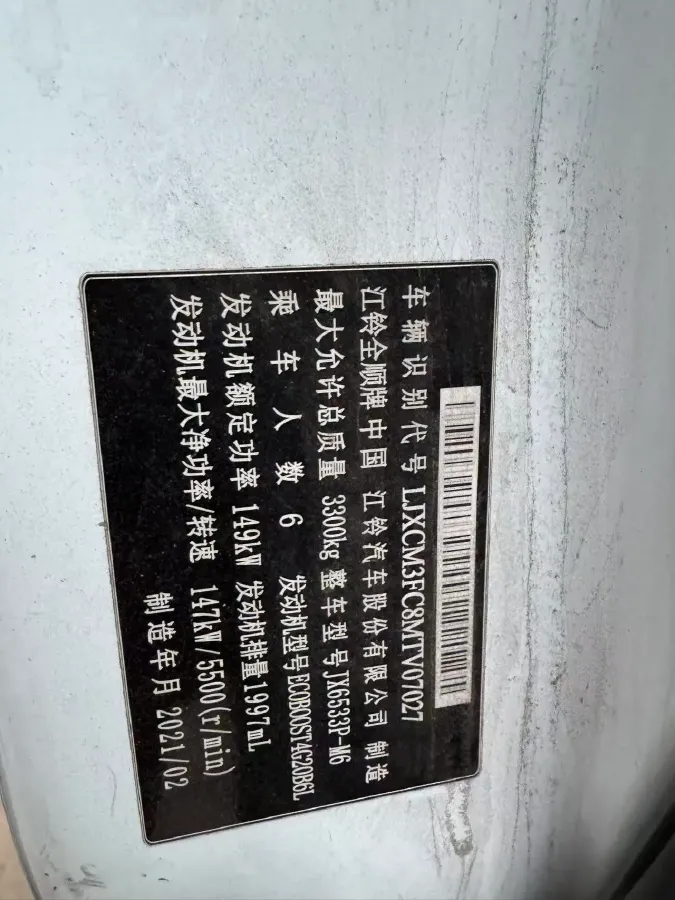 车辆识别代号 LJXCM3FC8MTV07027
江铃全顺牌 中国 江铃汽车股份有限公司 制造
最大允许总质量 3300kg 整车型号 JX6533P-M6
乘车人数 6 发动机型号 ECOBOOST4G20B6L
发动机额定功率 149kW 发动机排量 1997mL
发动机最大净功率/转速 147kW/5500(r/min)
制造年月 2021/02